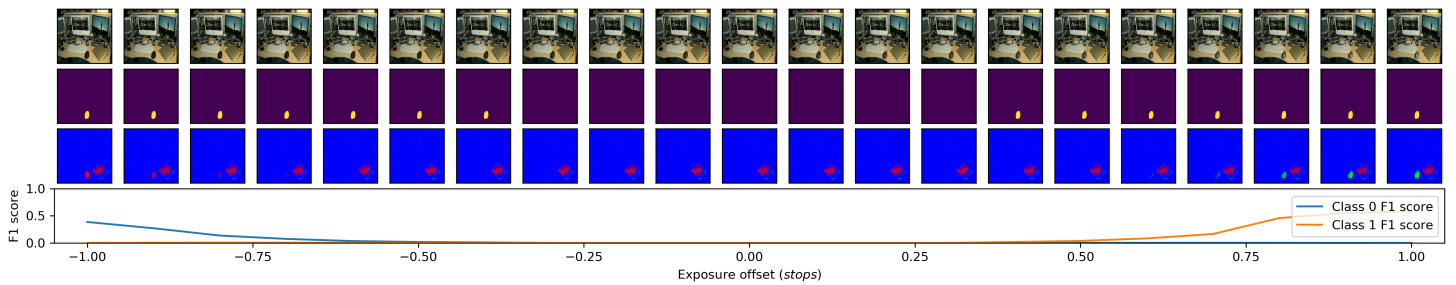 F1 score
1.0
0.5
0.0
Class 0 F1 score
Class 1 F1 score
−1.00 −0.75 −0.50 −0.25 0.00 0.25 0.50 0.75 1.00
Exposure offset (stops)